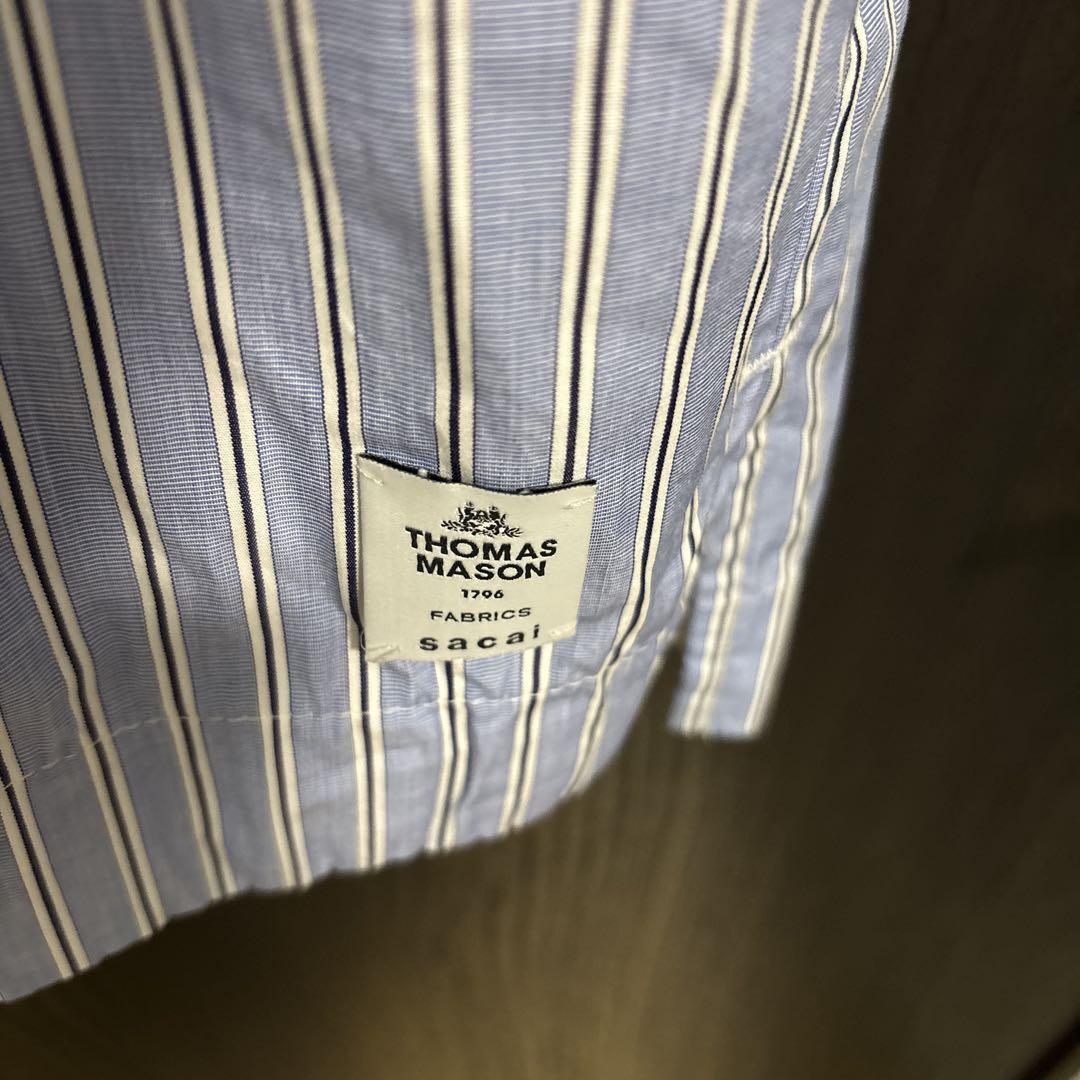 THOMAS
MASON
1796
FABRICS
sacai